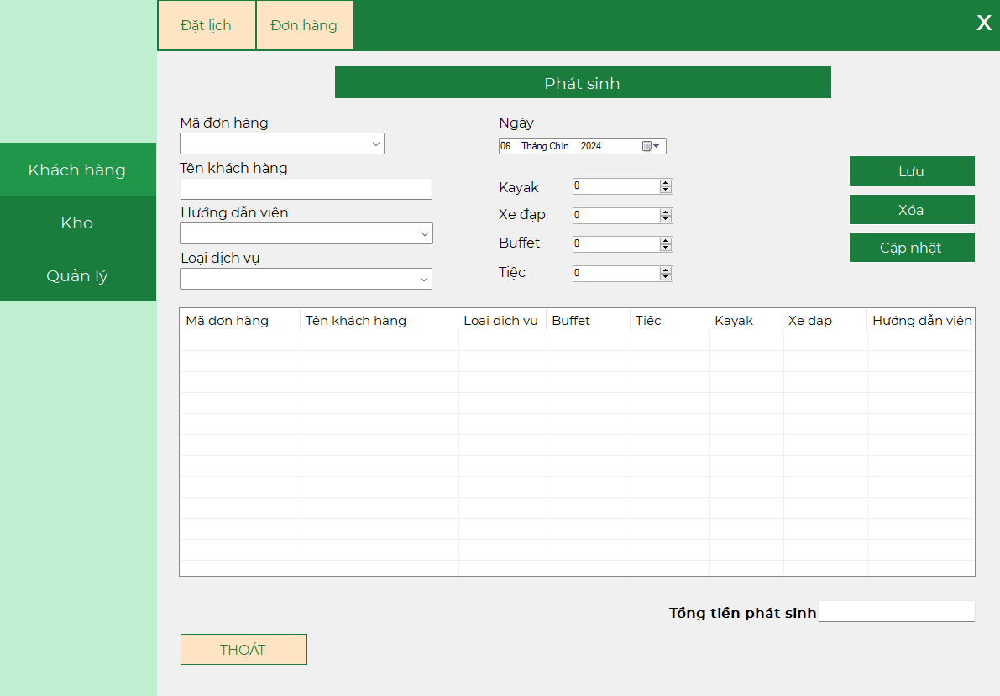 Đặt lịch
Đơn hàng
X
Khách hàng
Kho
Quản lý
Phát sinh
Mã đơn hàng
Tên khách hàng
Hướng dẫn viên
Loại dịch vụ
Ngày
06 Tháng Chín 2024
Kayak 0
Xe đạp 0
Buffet 0
Tiệc 0
Lưu
Xóa
Cập nhật
Mã đơn hàng Tên khách hàng Loại dịch vụ Buffet Tiệc Kayak Xe đạp Hướng dẫn viên
Tổng tiền phát sinh
THOÁT